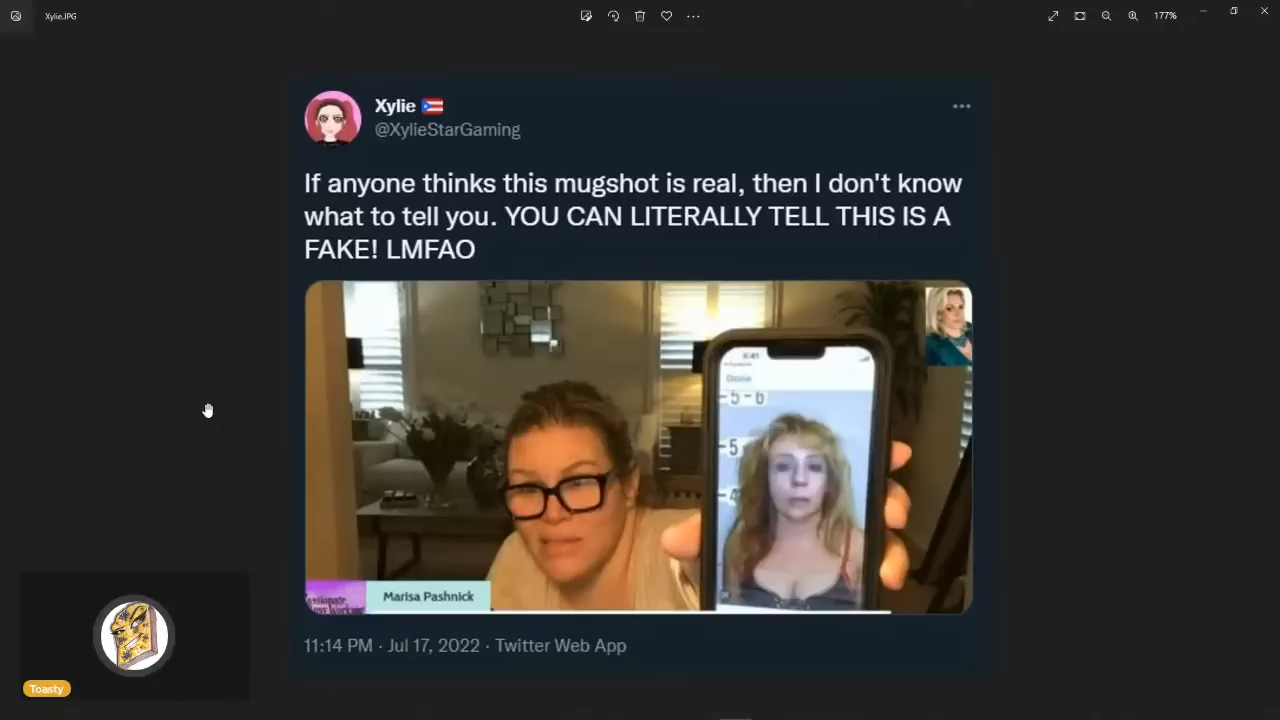 Xylie.JPG
177%
Xylie
@XylieStarGaming
If anyone thinks this mugshot is real, then I don't know
what to tell you. YOU CAN LITERALLY TELL THIS IS A
FAKE! LMFAO
Done
5-6
5
Marisa Pashnick
11:14 PM · Jul 17, 2022 · Twitter Web App
Toasty